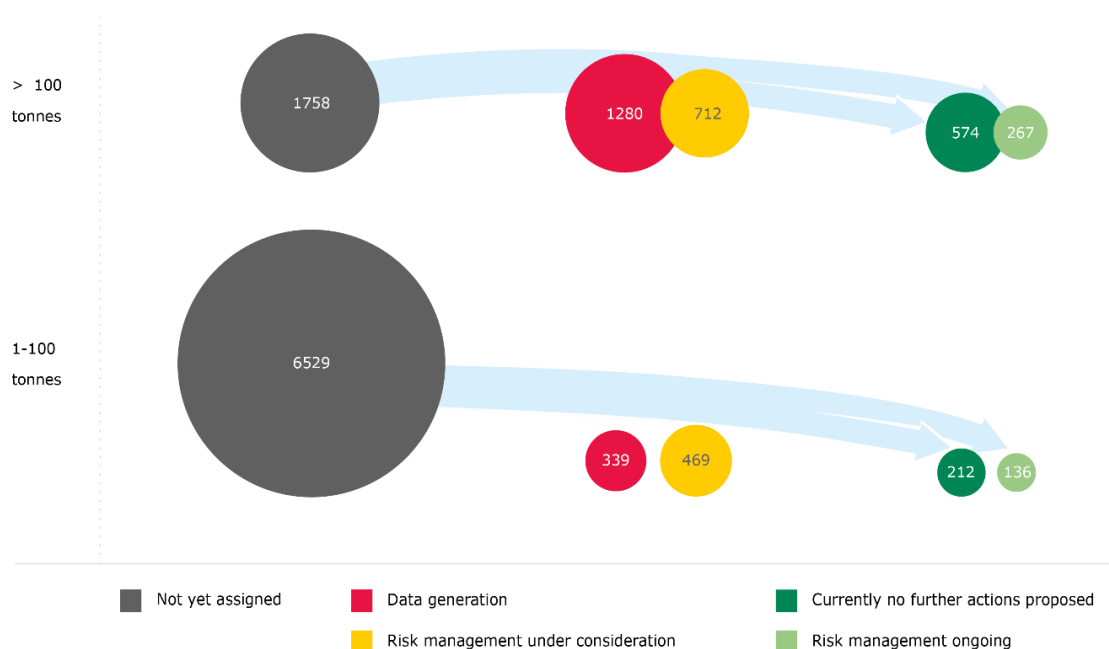 > 100
tonnes
1758
1280
712
574
267
1-100
tonnes
6529
339
469
212
136
Not yet assigned
Data generation
Currently no further actions proposed
Risk management under consideration
Risk management ongoing